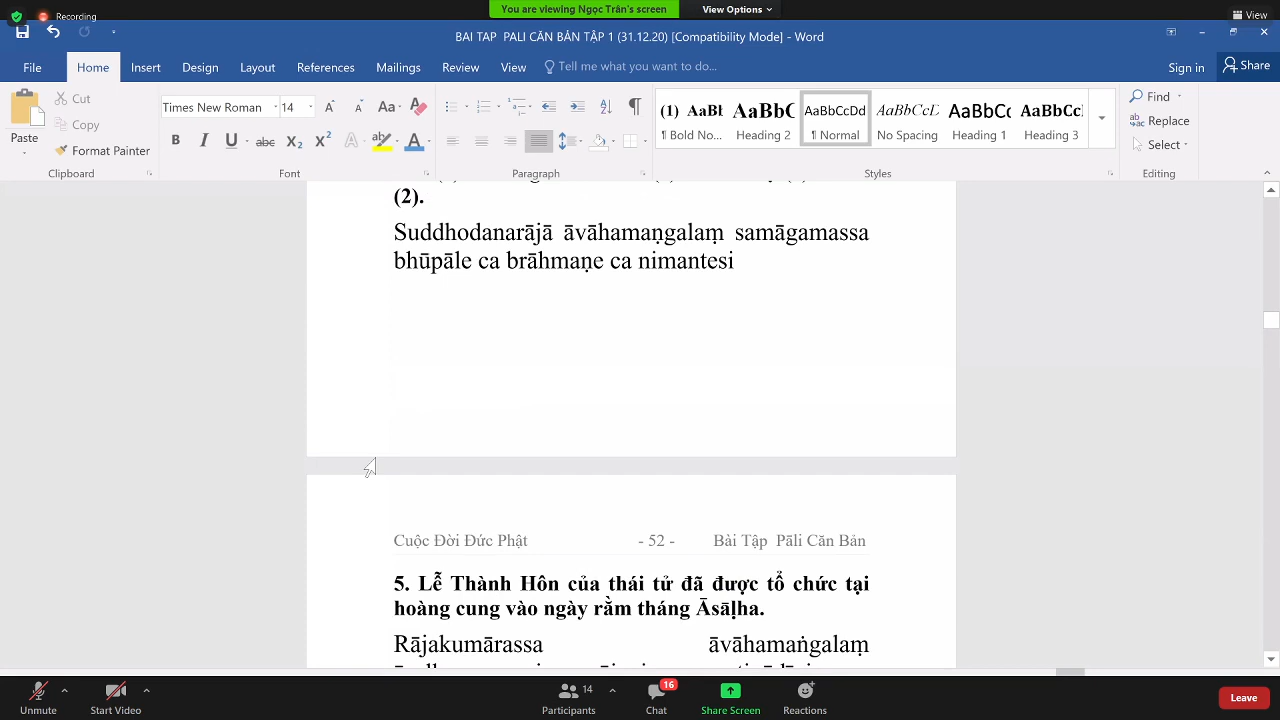 Recording
You are viewing Ngọc Trân's screen
View Options
View
BAI TAP PALI CĂN BẢN TẬP 1 (31.12.20) [Compatibility Mode] - Word
File Home Insert Design Layout References Mailings Review View Tell me what you want to do... Sign in Share
Paste Cut Copy Format Painter
Times New Roman 14
Aa
B I U abc X₂ X² A A
(1) AaBb AaBbC AaBbCcDd AaBbCcL AaBbCc AaBbCc
¶ Bold No... Heading 2 ¶ Normal No Spacing Heading 1 Heading 3
Find Replace Select
Clipboard Font Paragraph Styles Editing
(2).
Suddhodanarājā āvāhamaṇgalaṃ samāgamassa
bhūpāle ca brāhmaṇe ca nimantesi
Cuộc Đời Đức Phật - 52 - Bài Tập Pāli Căn Bản
5. Lễ Thành Hôn của thái tử đã được tổ chức tại
hoàng cung vào ngày rằm tháng Āsāḷha.
Rājakumārassa āvāhamaṅgalaṃ
Unmute Start Video Participants 14 Chat 16 Share Screen Reactions Leave